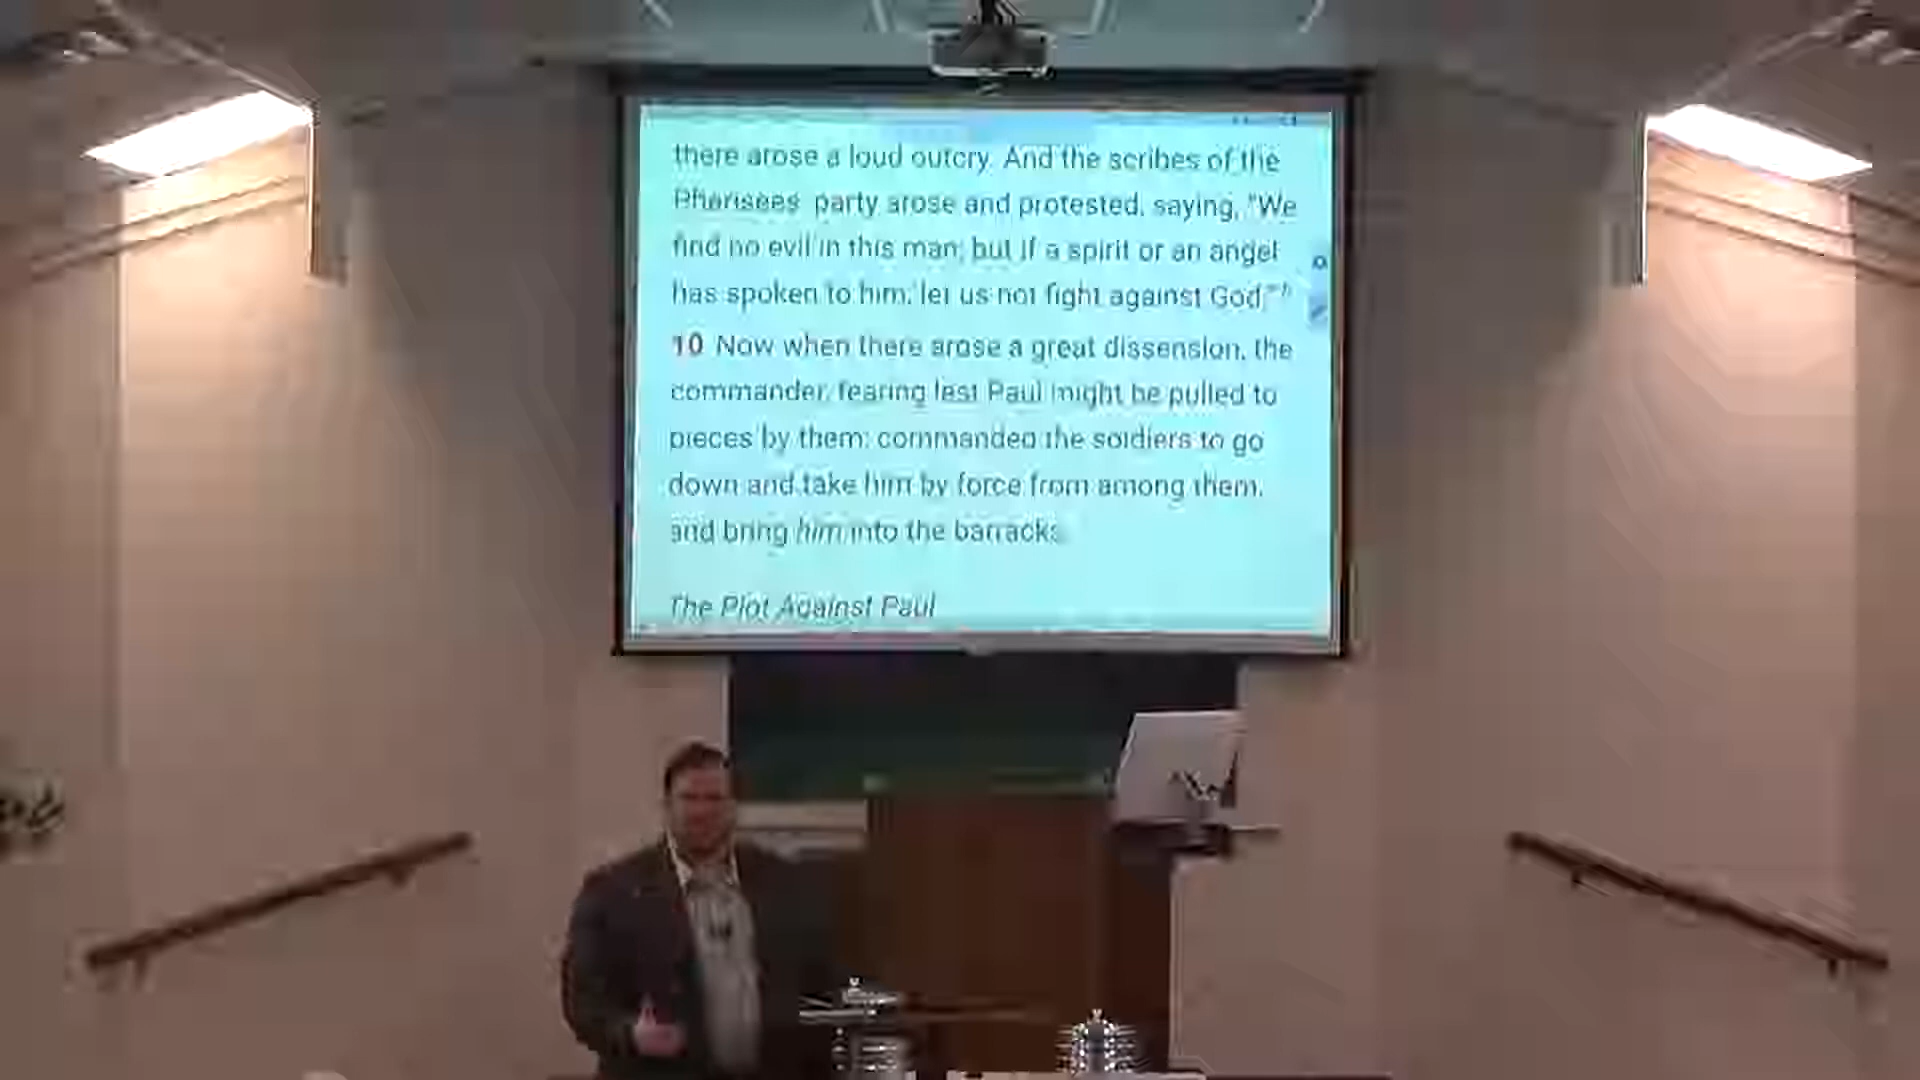 there arose a loud outcry. And the scribes of the
Pharisees' party arose and protested, saying, "We
find no evil in this man; but if a spirit or an angel
has spoken to him, let us not fight against God."
10 Now when there arose a great dissension, the
commander, fearing lest Paul might be pulled to
pieces by them, commanded the soldiers to go
down and take him by force from among them,
and bring him into the barracks.
The Plot Against Paul